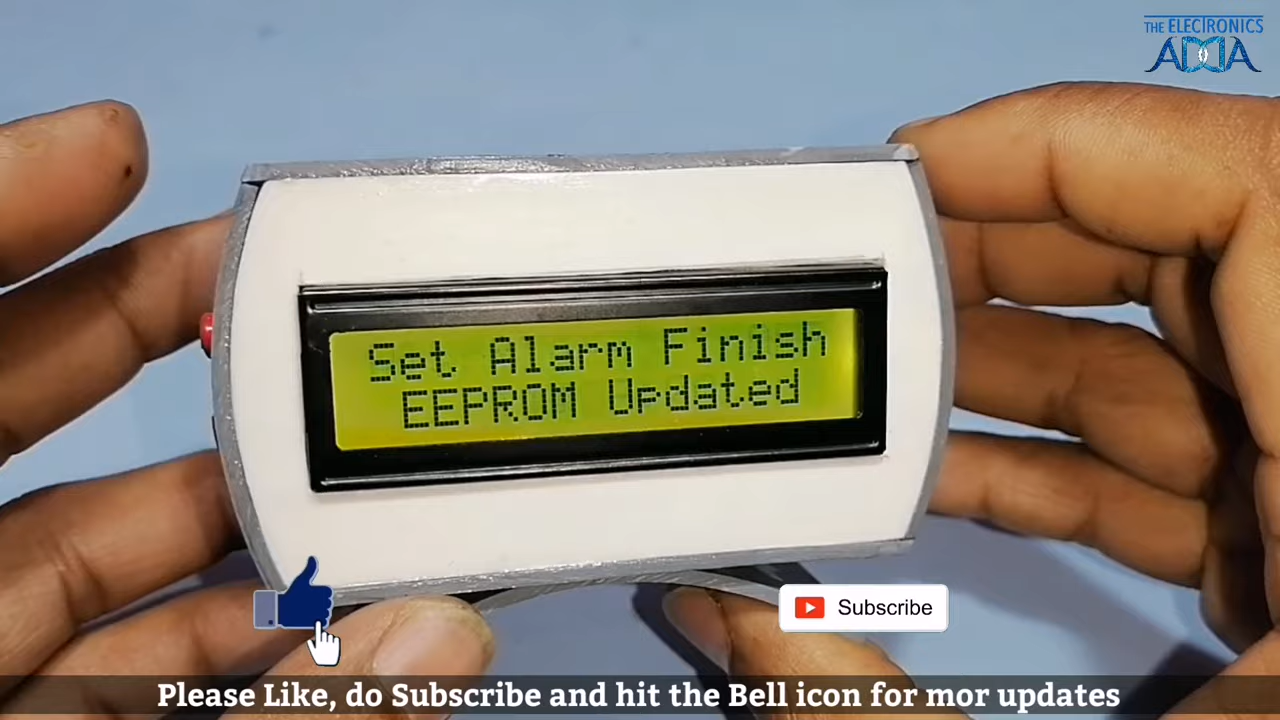 THE ELECTRONICS
ADDA
Set Alarm Finish
EEPROM Updated
Subscribe
Please Like, do Subscribe and hit the Bell icon for mor updates